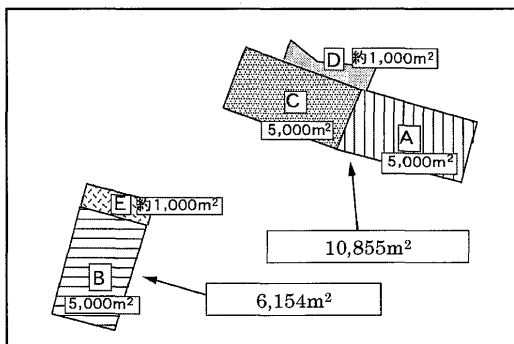 D 約1,000m²
C
5,000m²
A
5,000m²
E 約1,000m²
10,855m²
B
5,000m²
6,154m²